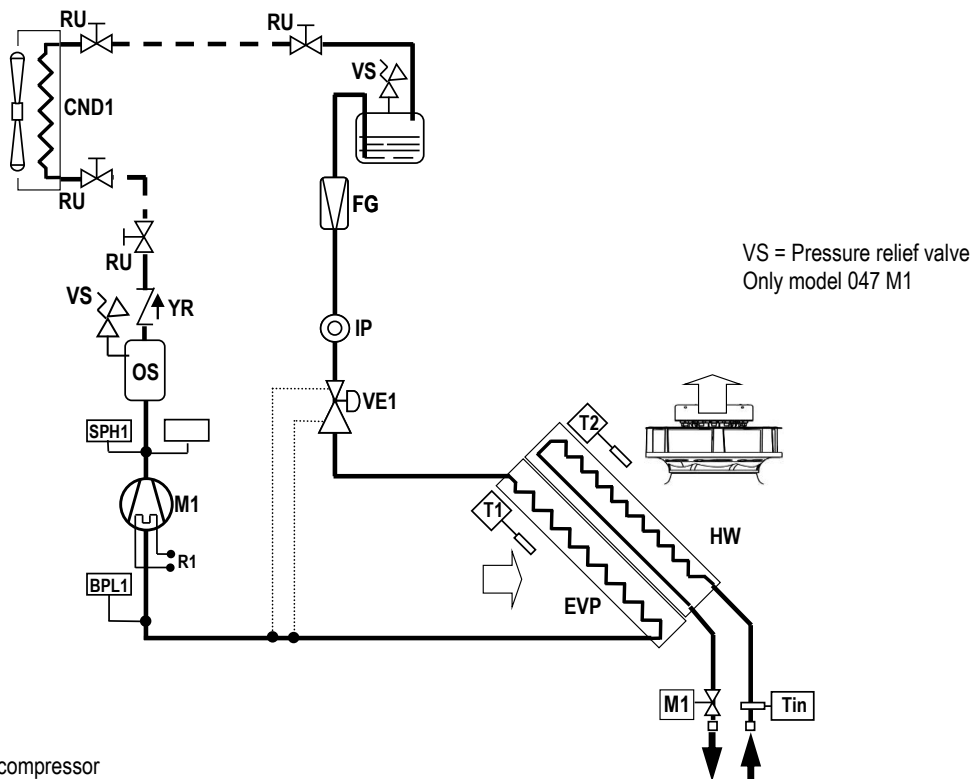 RU
RU
VS
CND1
RU
FG
RU
VS = Pressure relief valve
Only model 047 M1
VS
YR
IP
OS
VE1
SPH1
T2
M1
T1
HW
R1
BPL1
EVP
M1
Tin
compressor